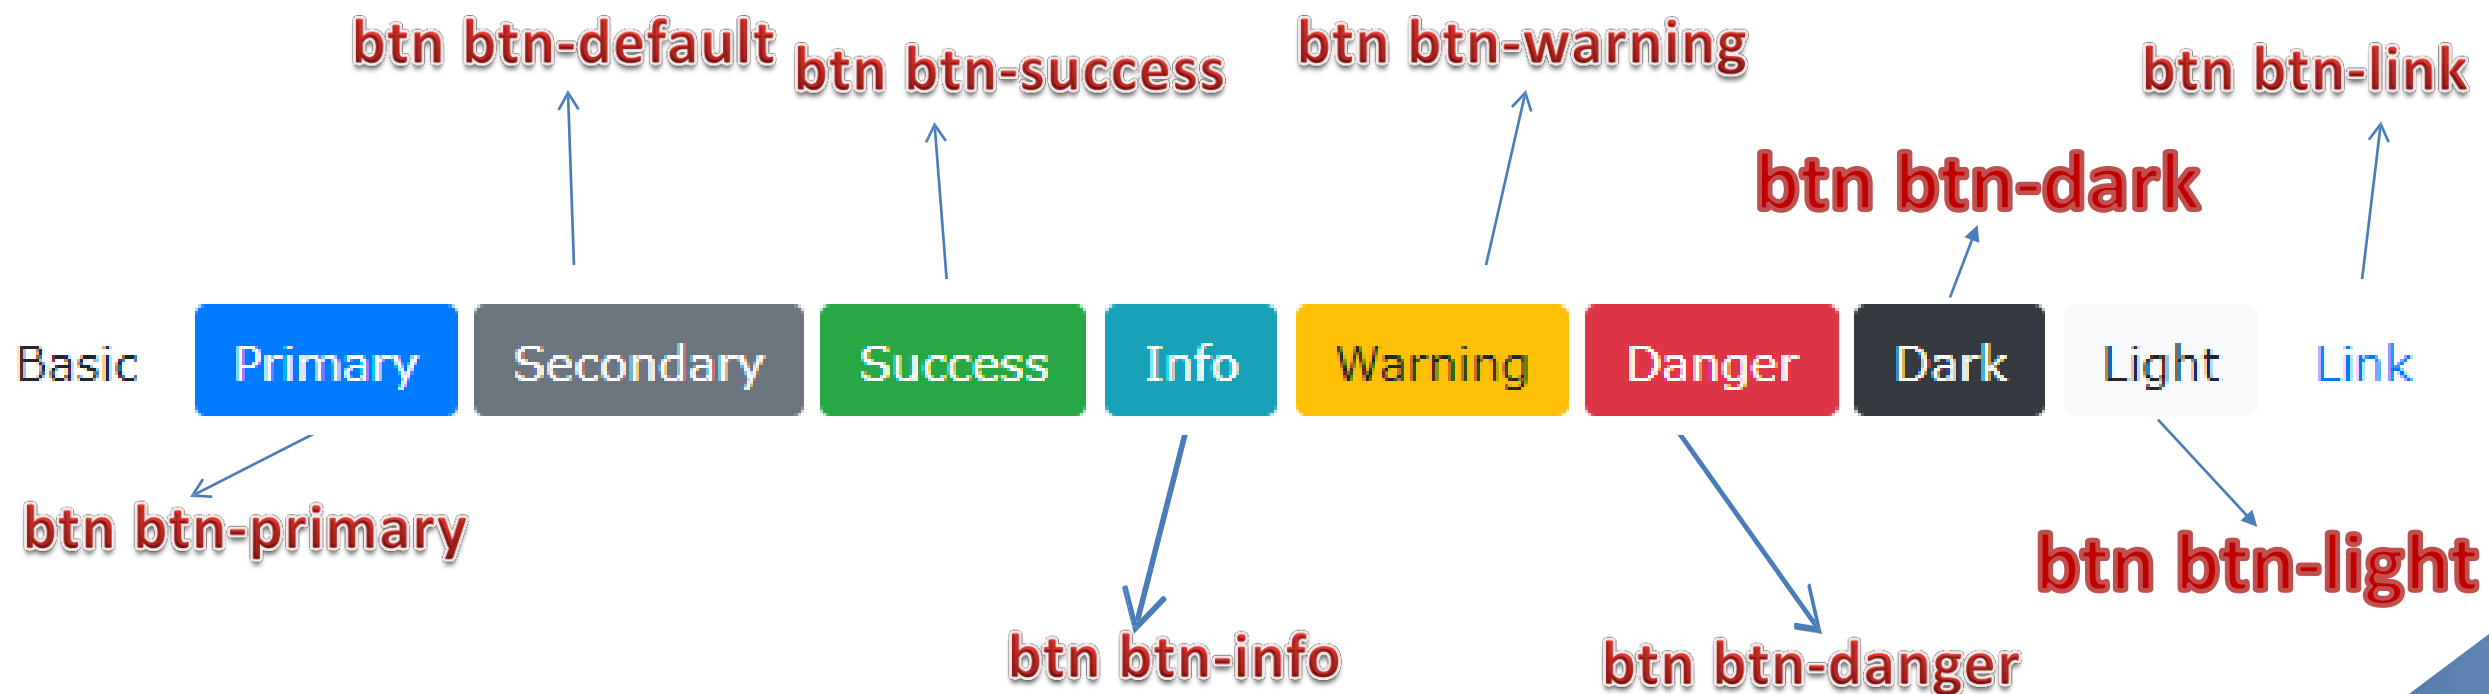 btn btn-default
btn btn-success
btn btn-warning
btn btn-link
btn btn-dark
Basic Primary Secondary Success Info Warning Danger Dark Light Link
btn btn-primary
btn btn-light
btn btn-info
btn btn-danger